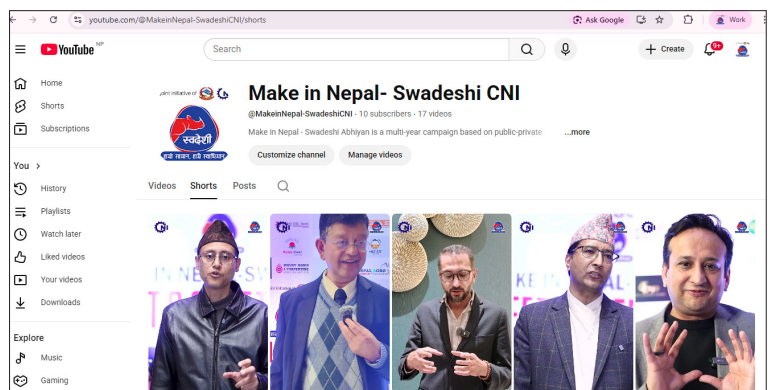 youtube.com/@MakeinNepal-SwadeshiCNI/shorts
Ask Google
Work
YouTube NP
Search
Create
9+
Home
Shorts
Subscriptions
You
History
Playlists
Watch later
Liked videos
Your videos
Downloads
Explore
Music
Gaming
joint initiative of
स्वदेशी
हाम्रो सामान, हाम्रो स्वाभिमान
Make in Nepal- Swadeshi CNI
@MakeinNepal-SwadeshiCNI · 10 subscribers · 17 videos
Make in Nepal - Swadeshi Abhiyan is a multi-year campaign based on public-private ...more
Customize channel
Manage videos
Videos
Shorts
Posts